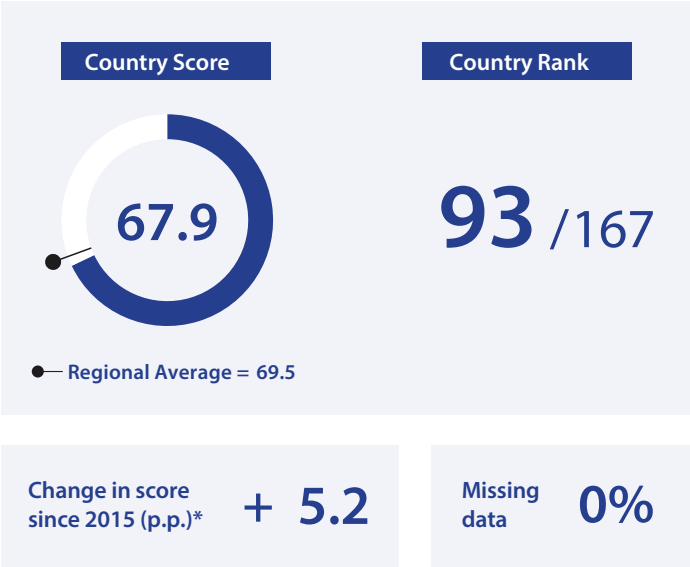 Country Score
Country Rank
67.9
93 /167
Regional Average = 69.5
Change in score
since 2015 (p.p.)*
+ 5.2
Missing
data
0%